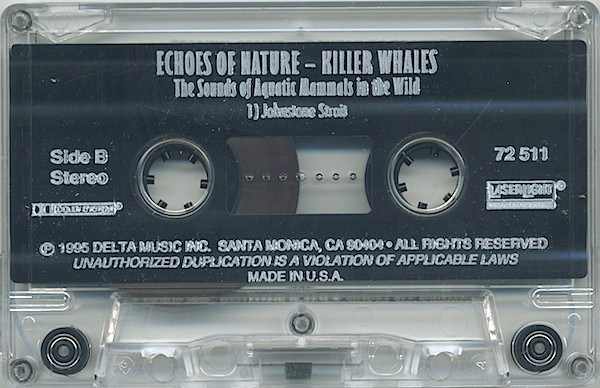 ECHOES OF NATURE – KILLER WHALES
The Sounds of Aquatic Mammals in the Wild
1) Johnstone Strait
Side B
Stereo
72 511
LASERLIGHT®
℗ 1995 DELTA MUSIC INC. SANTA MONICA, CA 90404 • ALL RIGHTS RESERVED
UNAUTHORIZED DUPLICATION IS A VIOLATION OF APPLICABLE LAWS
MADE IN U.S.A.